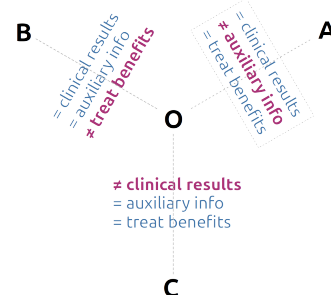 B
= clinical results
= auxiliary info
≠ treat benefits
A
= clinical results
≠ auxiliary info
= treat benefits
O
≠ clinical results
= auxiliary info
= treat benefits
C